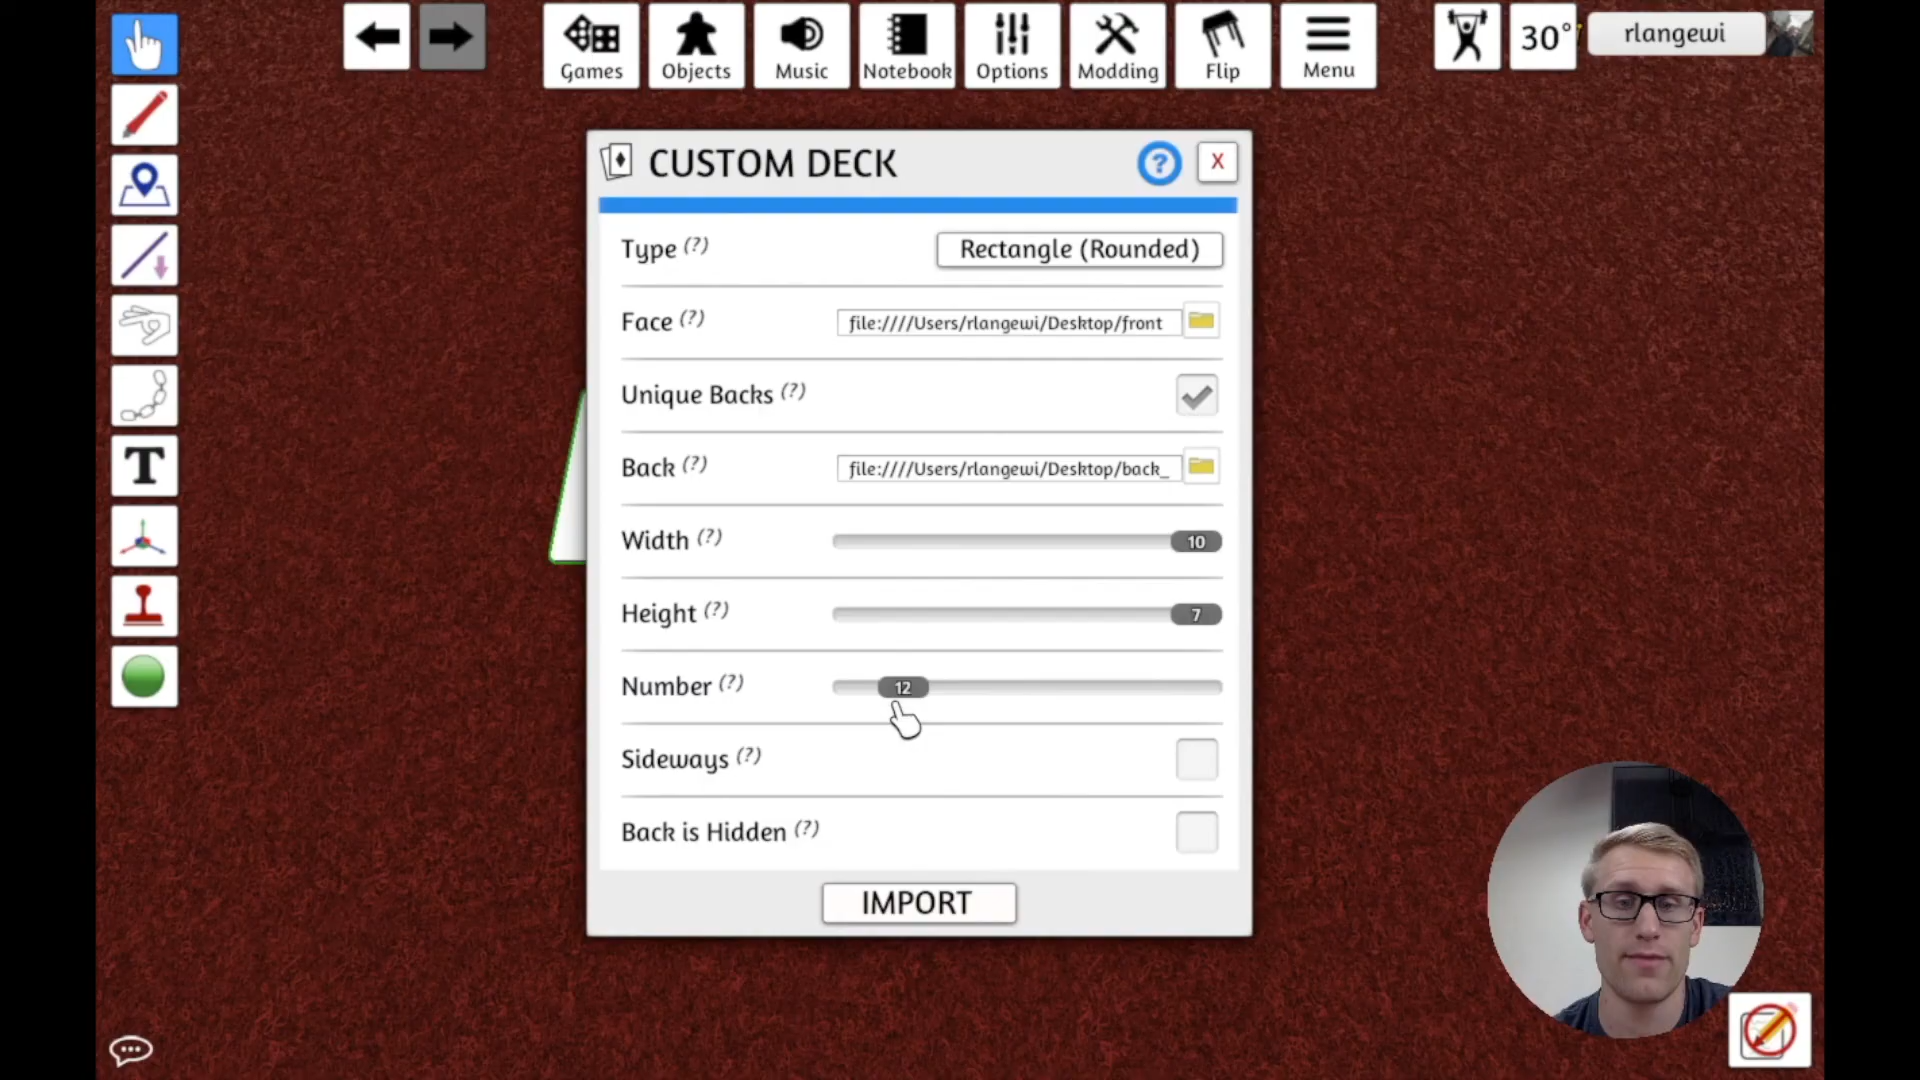 Games
Objects
Music
Notebook
Options
Modding
Flip
Menu
30°
rlangewi
CUSTOM DECK
?
X
Type (?)
Rectangle (Rounded)
Face (?)
file:////Users/rlangewi/Desktop/front
Unique Backs (?)
Back (?)
file:////Users/rlangewi/Desktop/back_
Width (?)
10
Height (?)
7
Number (?)
12
Sideways (?)
Back is Hidden (?)
IMPORT
T